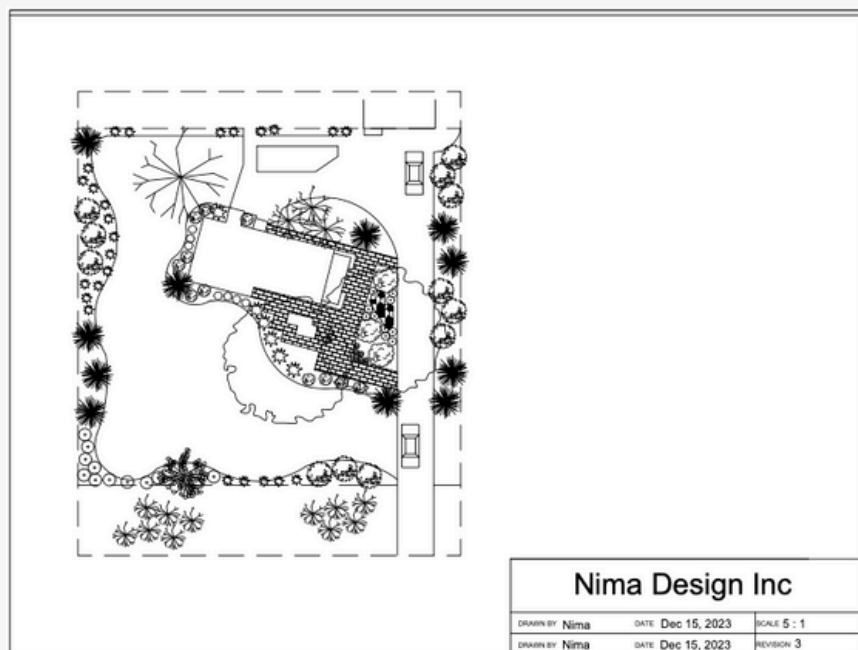 Nima Design Inc
DRAWN BY Nima DATE Dec 15, 2023 SCALE 5 : 1
DRAWN BY Nima DATE Dec 15, 2023 REVISION 3